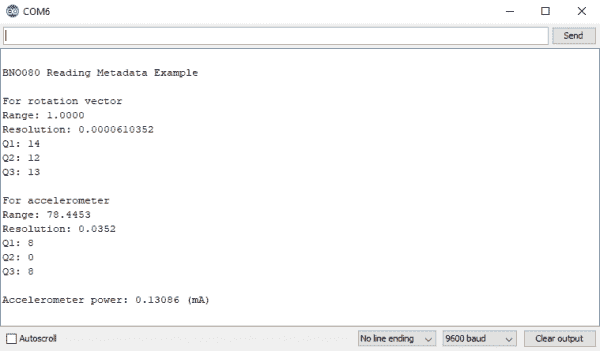 COM6
Send
BNO080 Reading Metadata Example
For rotation vector
Range: 1.0000
Resolution: 0.0000610352
Q1: 14
Q2: 12
Q3: 13
For accelerometer
Range: 78.4453
Resolution: 0.0352
Q1: 8
Q2: 0
Q3: 8
Accelerometer power: 0.13086 (mA)
Autoscroll No line ending 9600 baud Clear output